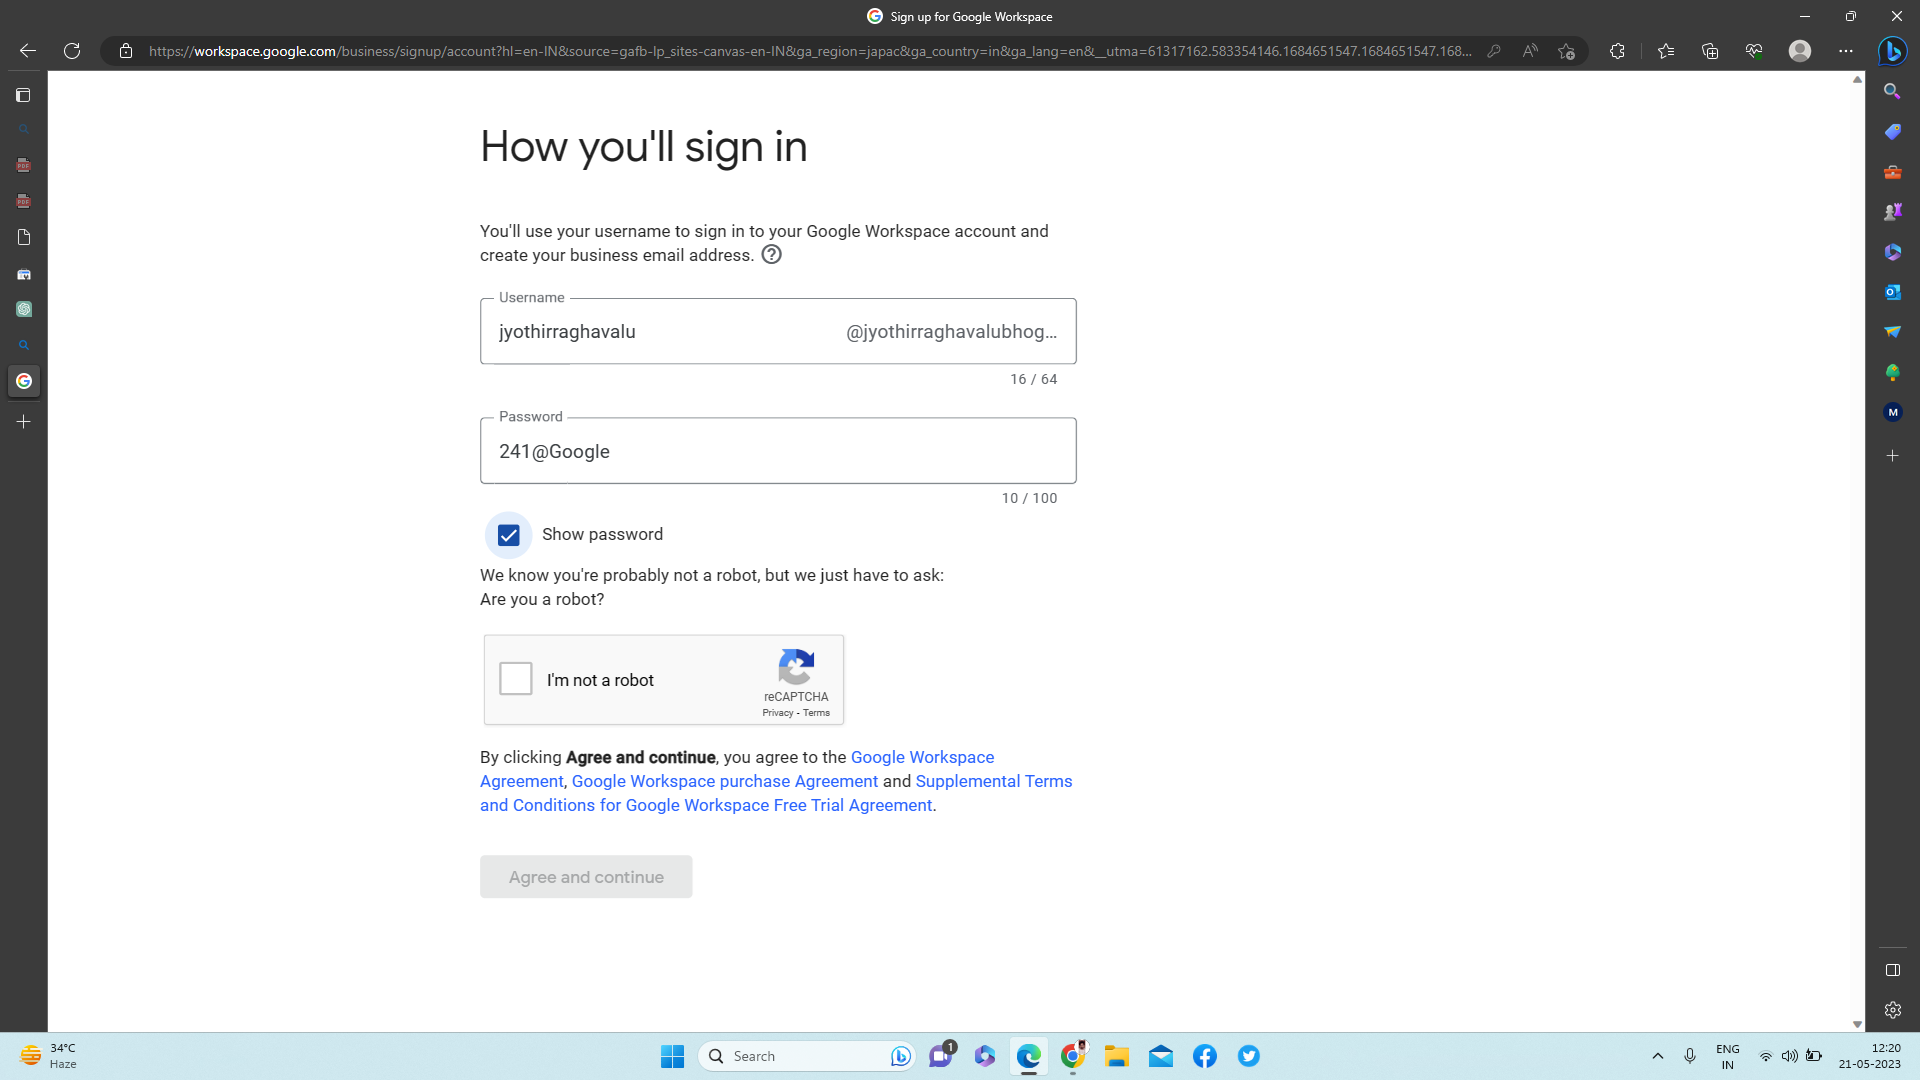 Sign up for Google Workspace
https://workspace.google.com/business/signup/account?hl=en-IN&source=gafb-lp_sites-canvas-en-IN&ga_region=japac&ga_country=in&ga_lang=en&__utma=61317162.583354146.1684651547.1684651547.168...
How you'll sign in
You'll use your username to sign in to your Google Workspace account and
create your business email address.
Username
jyothirraghavalu @jyothirraghavalubhog...
16 / 64
Password
241@Google
10 / 100
Show password
We know you're probably not a robot, but we just have to ask:
Are you a robot?
I'm not a robot
reCAPTCHA
Privacy - Terms
By clicking Agree and continue, you agree to the Google Workspace
Agreement, Google Workspace purchase Agreement and Supplemental Terms
and Conditions for Google Workspace Free Trial Agreement.
Agree and continue
M
34°C
Haze
Search
1
ENG
IN
12:20
21-05-2023